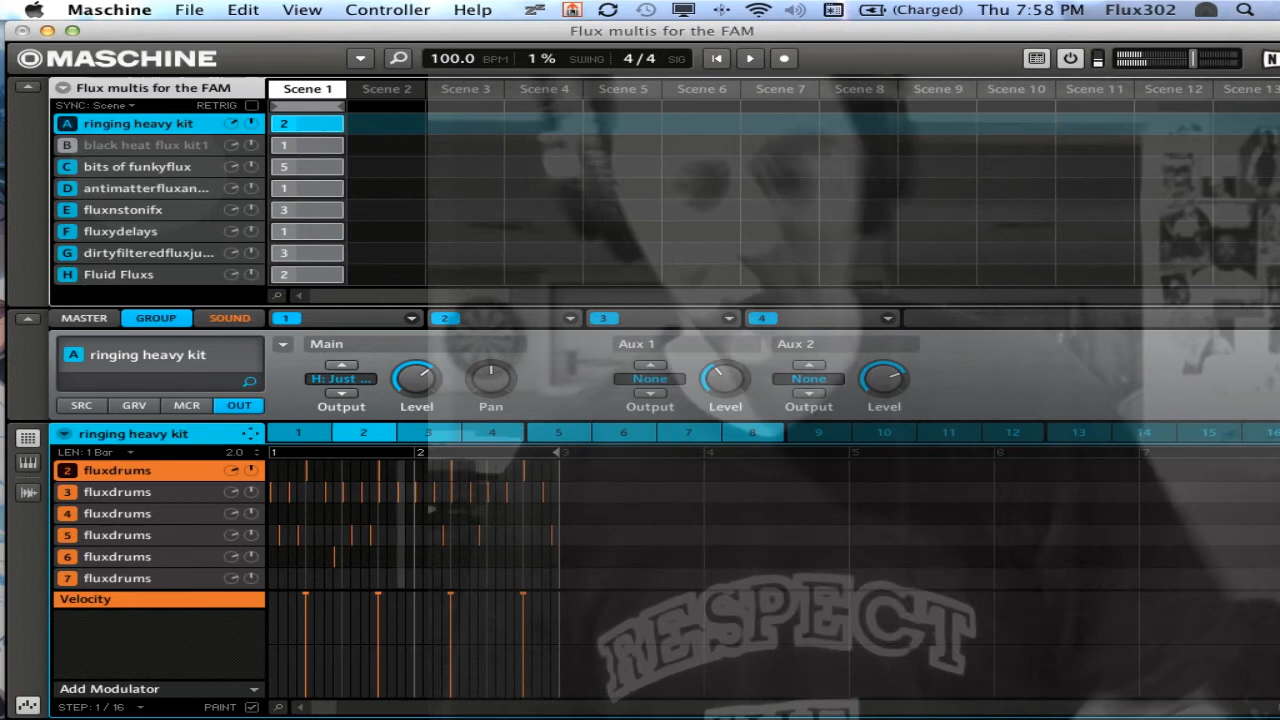 Maschine File Edit View Controller Help (Charged) Thu 7:58 PM Flux302
Flux multis for the FAM
MASCHINE 100.0 BPM 1 % SWING 4/4 SIG N
Flux multis for the FAM Scene 1 Scene 2 Scene 3 Scene 4 Scene 5 Scene 6 Scene 7 Scene 8 Scene 9 Scene 10 Scene 11 Scene 12 Scene 13
SYNC: Scene RETRIG
A ringing heavy kit 2
B black heat flux kit1 1
C bits of funkyflux 5
D antimatterfluxan... 1
E fluxnstonifx 3
F fluxydelays 1
G dirtyfilteredfluxju... 3
H Fluid Fluxs 2
MASTER GROUP SOUND 1 2 3 4
Main Aux 1 Aux 2
A ringing heavy kit
H: Just ... None None
SRC GRV MCR OUT Output Level Pan Output Level Output Level
ringing heavy kit 1 2 3 4 5 6 7 8 9 10 11 12 13 14 15 16
LEN: 1 Bar 2.0 1 2 3 4 5 6 7
2 fluxdrums
3 fluxdrums
4 fluxdrums
5 fluxdrums
6 fluxdrums
7 fluxdrums
Velocity
RESPECT
Add Modulator
STEP: 1 / 16 PAINT